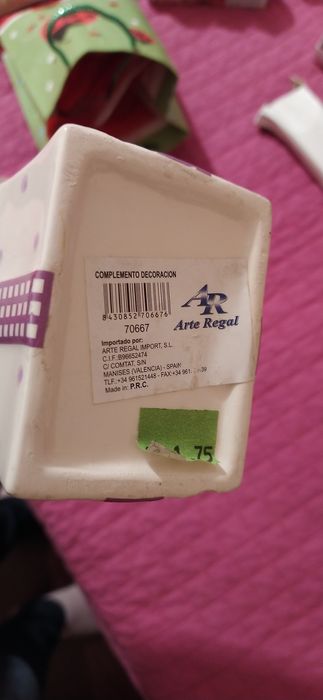 COMPLEMENTO DECORACION
8430852706676
70667
AR
Arte Regal
Importado por:
ARTE REGAL IMPORT, S.L.
C.I.F.:B96652474
C/ COMTAT, S/N
MANISES (VALENCIA) - SPAIN
TLF.:+34 961521448 - FAX:+34 961
Made in: P.R.C.
75